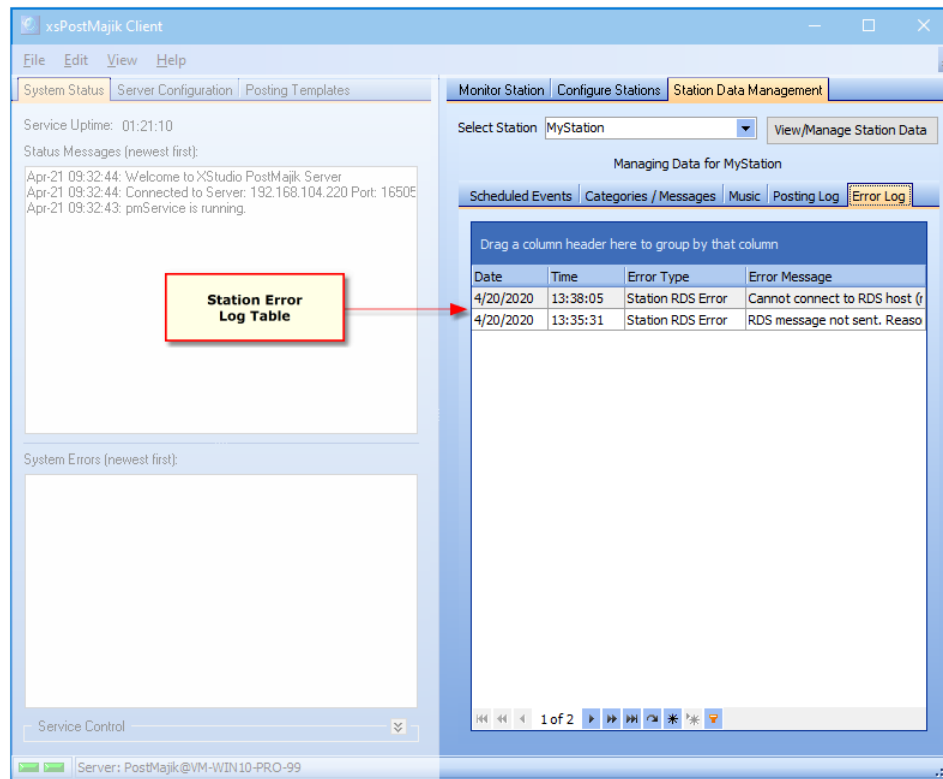 xsPostMajik Client
File Edit View Help
System Status Server Configuration Posting Templates
Service Uptime: 01:21:10
Status Messages (newest first):
Apr-21 09:32:44: Welcome to XStudio PostMajik Server
Apr-21 09:32:44: Connected to Server: 192.168.104.220 Port: 16505
Apr-21 09:32:43: pmService is running.
Station Error
Log Table
System Errors (newest first):
Service Control
Monitor Station Configure Stations Station Data Management
Select Station MyStation View/Manage Station Data
Managing Data for MyStation
Scheduled Events Categories / Messages Music Posting Log Error Log
Drag a column header here to group by that column
Date Time Error Type Error Message
4/20/2020 13:38:05 Station RDS Error Cannot connect to RDS host (r
4/20/2020 13:35:31 Station RDS Error RDS message not sent. Reaso
1 of 2
Server: PostMajik@VM-WIN10-PRO-99